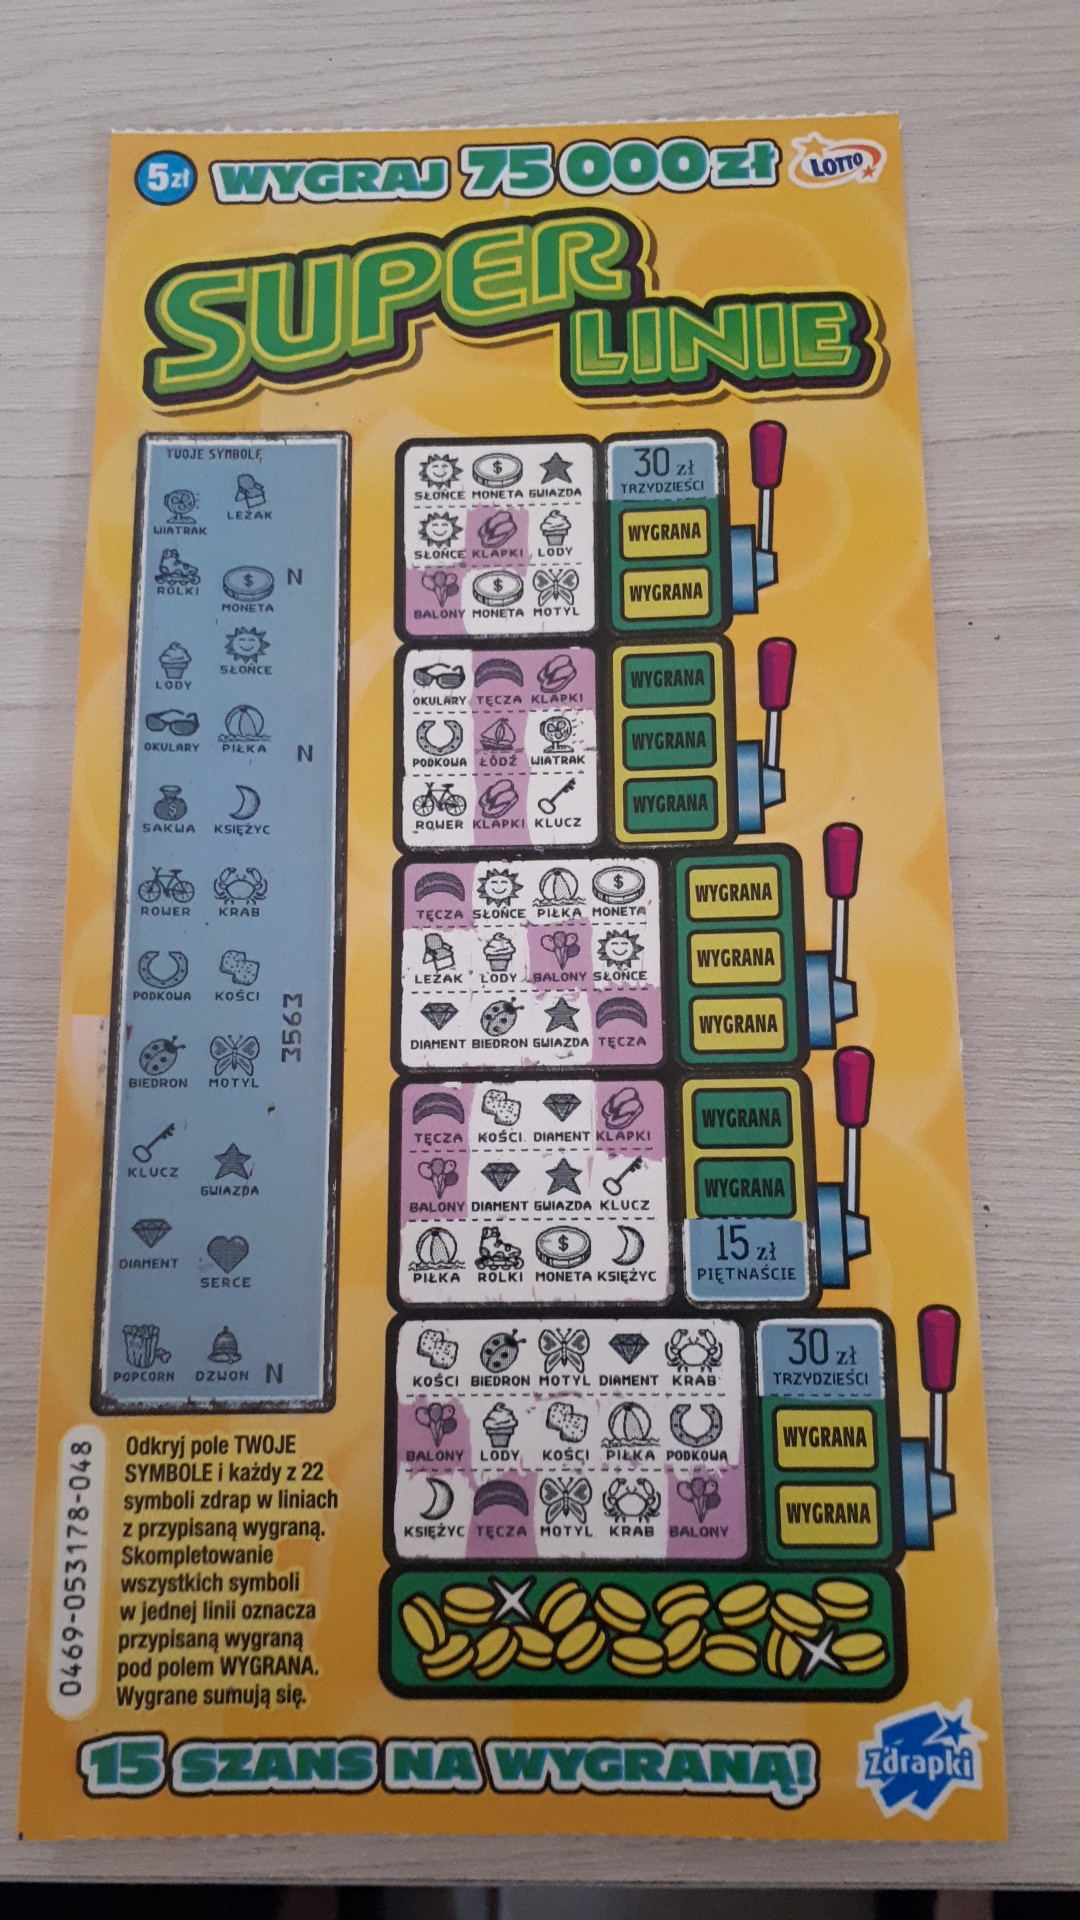 5zł WYGRAJ 75 000 zł LOTTO
SUPER
LINIE
TWOJE SYMBOLE
WIATRAK LEŻAK
ROLKI MONETA N
LODY SŁOŃCE
OKULARY PIŁKA N
SAKWA KSIĘŻYC
ROWER KRAB
PODKOWA KOŚCI
3563
BIEDRON MOTYL
KLUCZ GWIAZDA
DIAMENT SERCE
POPCORN DZWON N
SŁOŃCE MONETA GWIAZDA
30 zł
TRZYDZIEŚCI
SŁOŃCE KLAPKI LODY
WYGRANA
BALONY MONETA MOTYL
WYGRANA
OKULARY TĘCZA KLAPKI
WYGRANA
PODKOWA ŁÓDŹ WIATRAK
WYGRANA
ROWER KLAPKI KLUCZ
WYGRANA
TĘCZA SŁOŃCE PIŁKA MONETA
WYGRANA
LEŻAK LODY BALONY SŁOŃCE
WYGRANA
DIAMENT BIEDRON GWIAZDA TĘCZA
WYGRANA
TĘCZA KOŚCI DIAMENT KLAPKI
WYGRANA
BALONY DIAMENT GWIAZDA KLUCZ
WYGRANA
PIŁKA ROLKI MONETA KSIĘŻYC
15 zł
PIĘTNAŚCIE
KOŚCI BIEDRON MOTYL DIAMENT KRAB
30 zł
TRZYDZIEŚCI
BALONY LODY KOŚCI PIŁKA PODKOWA
WYGRANA
KSIĘŻYC TĘCZA MOTYL KRAB BALONY
WYGRANA
0469-053178-048
Odkryj pole TWOJE
SYMBOLE i każdy z 22
symboli zdrap w liniach
z przypisaną wygraną.
Skompletowanie
wszystkich symboli
w jednej linii oznacza
przypisaną wygraną
pod polem WYGRANA.
Wygrane sumują się.
15 SZANS NA WYGRANĄ!
Zdrapki